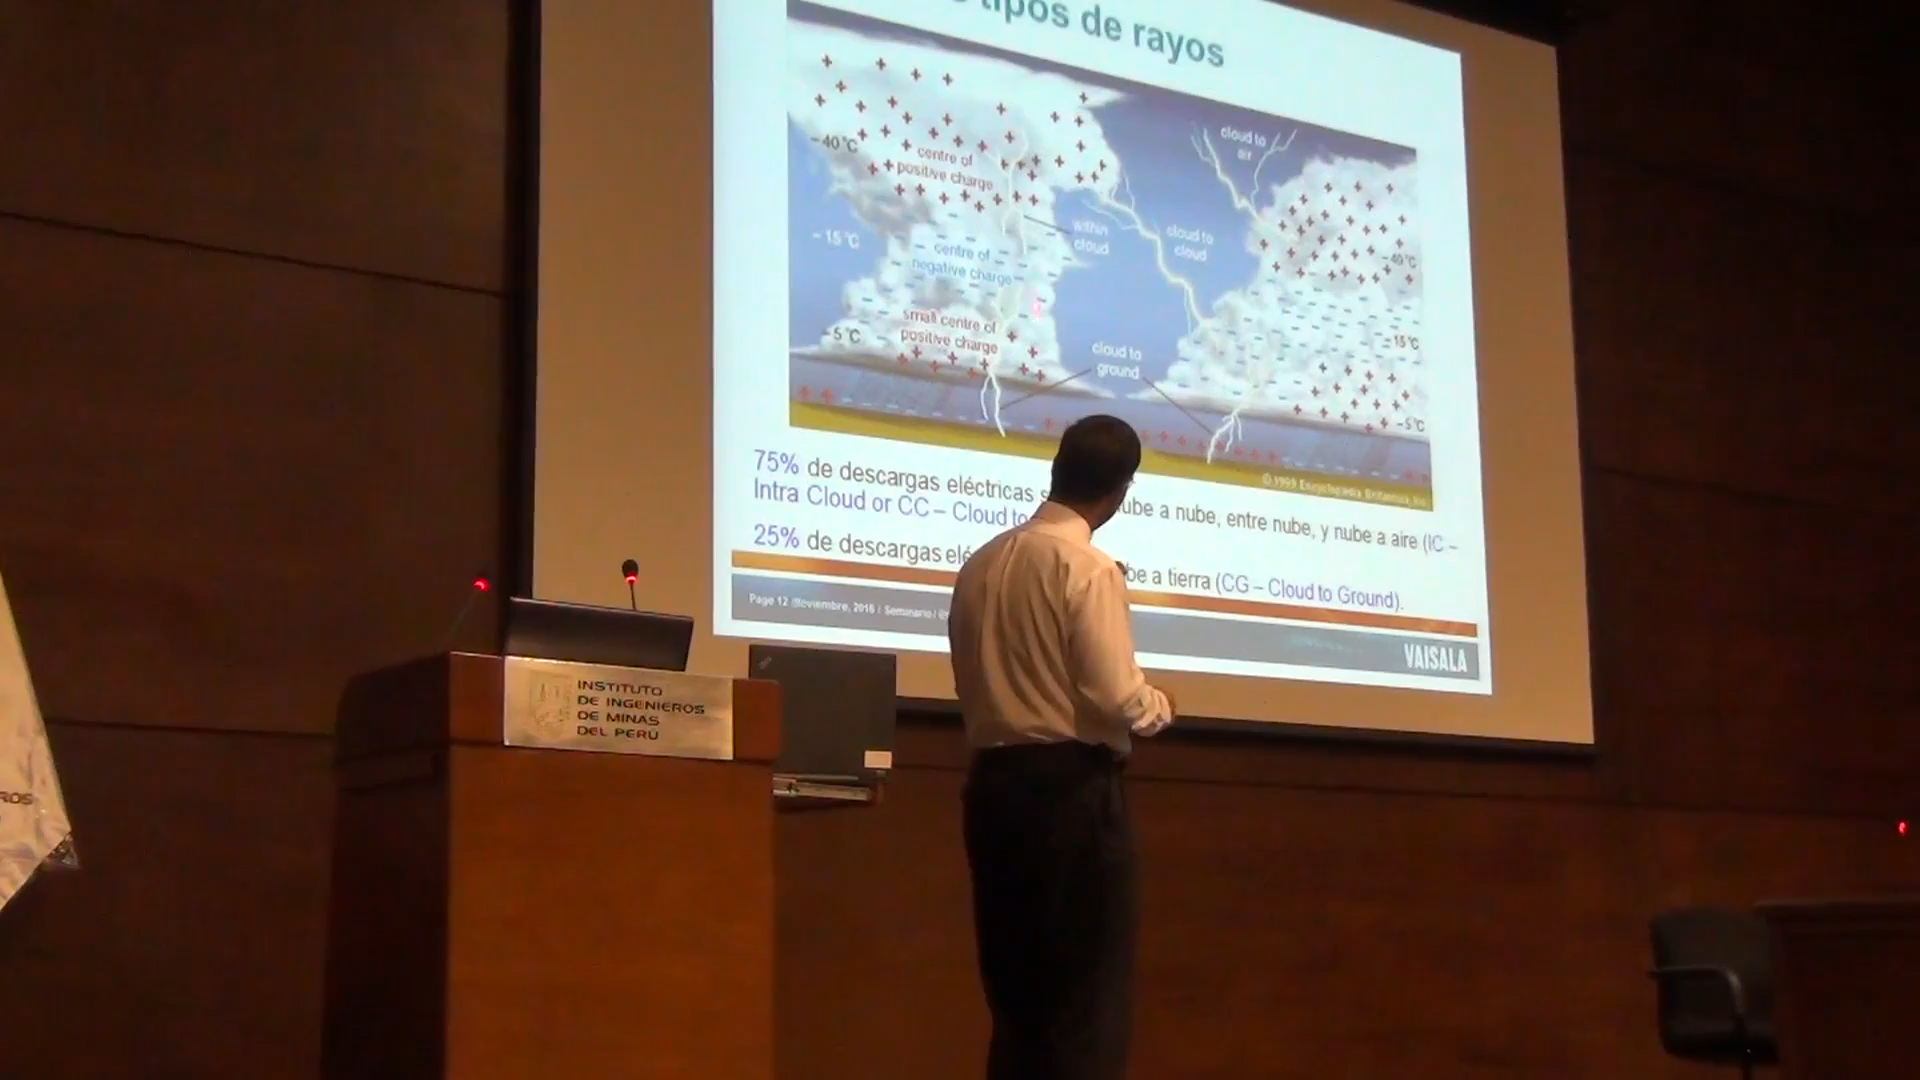 tipos de rayos
- 40 °C
centre of
positive charge
- 15 °C
centre of
negative charge
- 5 °C
small centre of
positive charge
within
cloud
cloud to
air
cloud to
cloud
cloud to
ground
- 40 °C
- 15 °C
- 5 °C
© 1999 Encyclopædia Britannica, Inc.
75% de descargas eléctricas nube a nube, entre nube, y nube a aire (IC –
Intra Cloud or CC – Cloud to
25% de descargas a tierra (CG – Cloud to Ground).
Page 12 / Seminario /
VAISALA
INSTITUTO
DE INGENIEROS
DE MINAS
DEL PERÚ